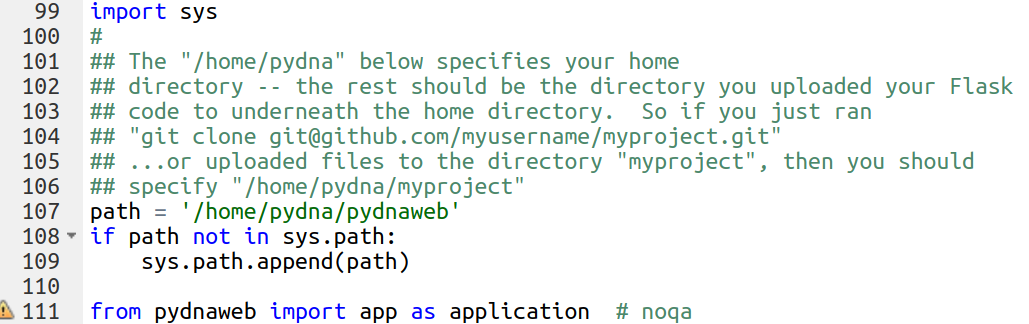 99 import sys
100 #
101 ## The "/home/pydna" below specifies your home
102 ## directory -- the rest should be the directory you uploaded your Flask
103 ## code to underneath the home directory.  So if you just ran
104 ## "git clone git@github.com/myusername/myproject.git"
105 ## ...or uploaded files to the directory "myproject", then you should
106 ## specify "/home/pydna/myproject"
107 path = '/home/pydna/pydnaweb'
108 if path not in sys.path:
109     sys.path.append(path)
110
111 from pydnaweb import app as application  # noqa